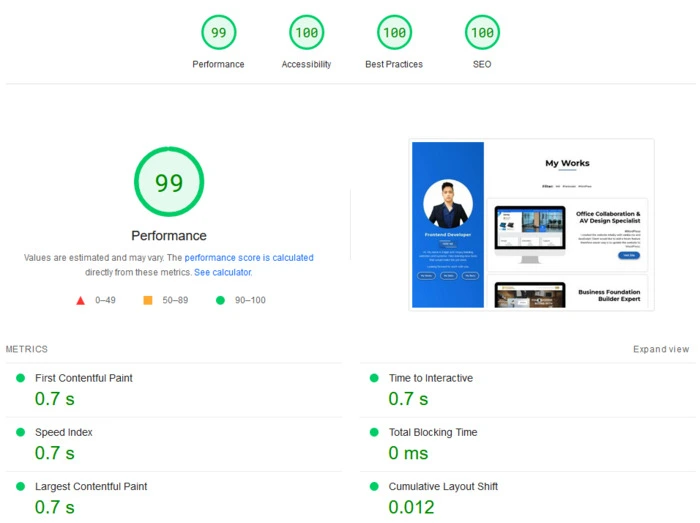 99
100
100
100
Performance
Accessibility
Best Practices
SEO
99
Performance
Values are estimated and may vary. The performance score is calculated
directly from these metrics. See calculator.
0–49
50–89
90–100
My Works
Filter:
Frontend Developer
Office Collaboration &
AV Design Specialist
Business Foundation
Builder Expert
METRICS
Expand view
First Contentful Paint
0.7 s
Time to Interactive
0.7 s
Speed Index
0.7 s
Total Blocking Time
0 ms
Largest Contentful Paint
0.7 s
Cumulative Layout Shift
0.012